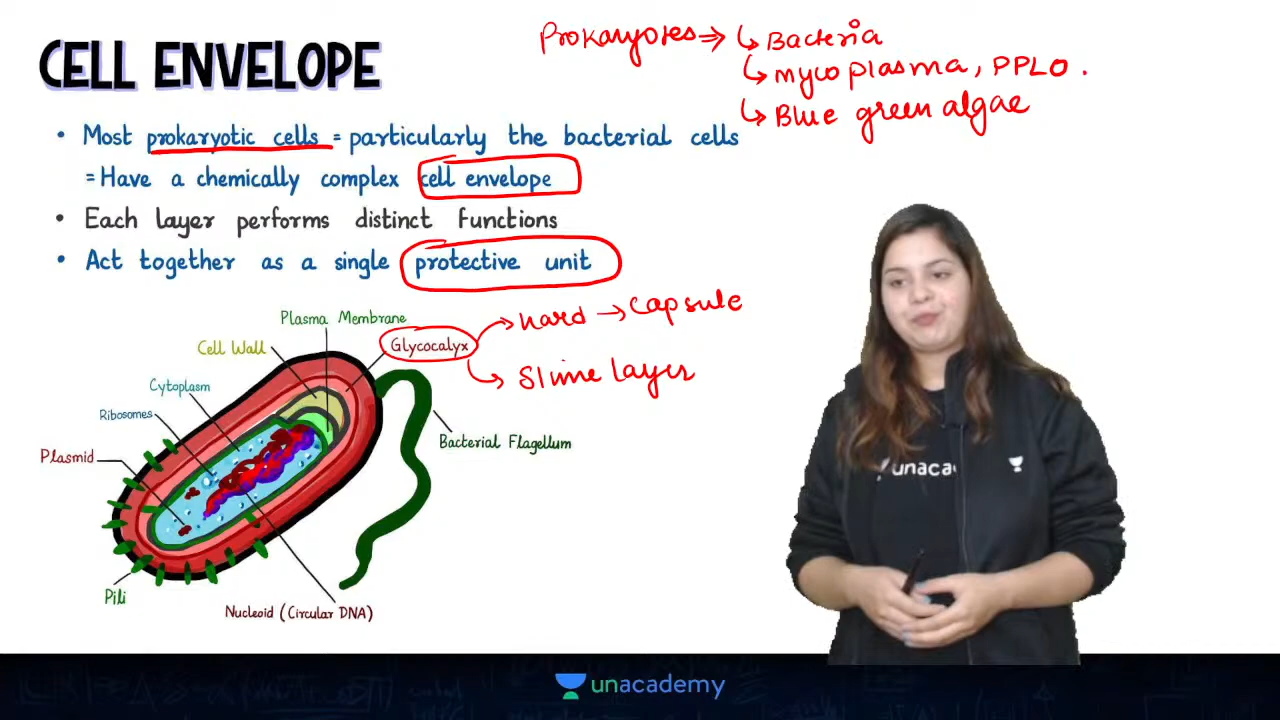 CELL ENVELOPE
Prokaryotes ⇒ ↳ Bacteria
↳ mycoplasma, PPLO.
↳ Blue green algae
• Most prokaryotic cells = particularly the bacterial cells
= Have a chemically complex cell envelope
• Each layer performs distinct functions
• Act together as a single protective unit
Plasma Membrane
Glycocalyx
→ hard → capsule
→ Slime layer
Cell Wall
Cytoplasm
Ribosomes
Plasmid
Bacterial Flagellum
Pili
Nucleoid (Circular DNA)
unaca
unacademy